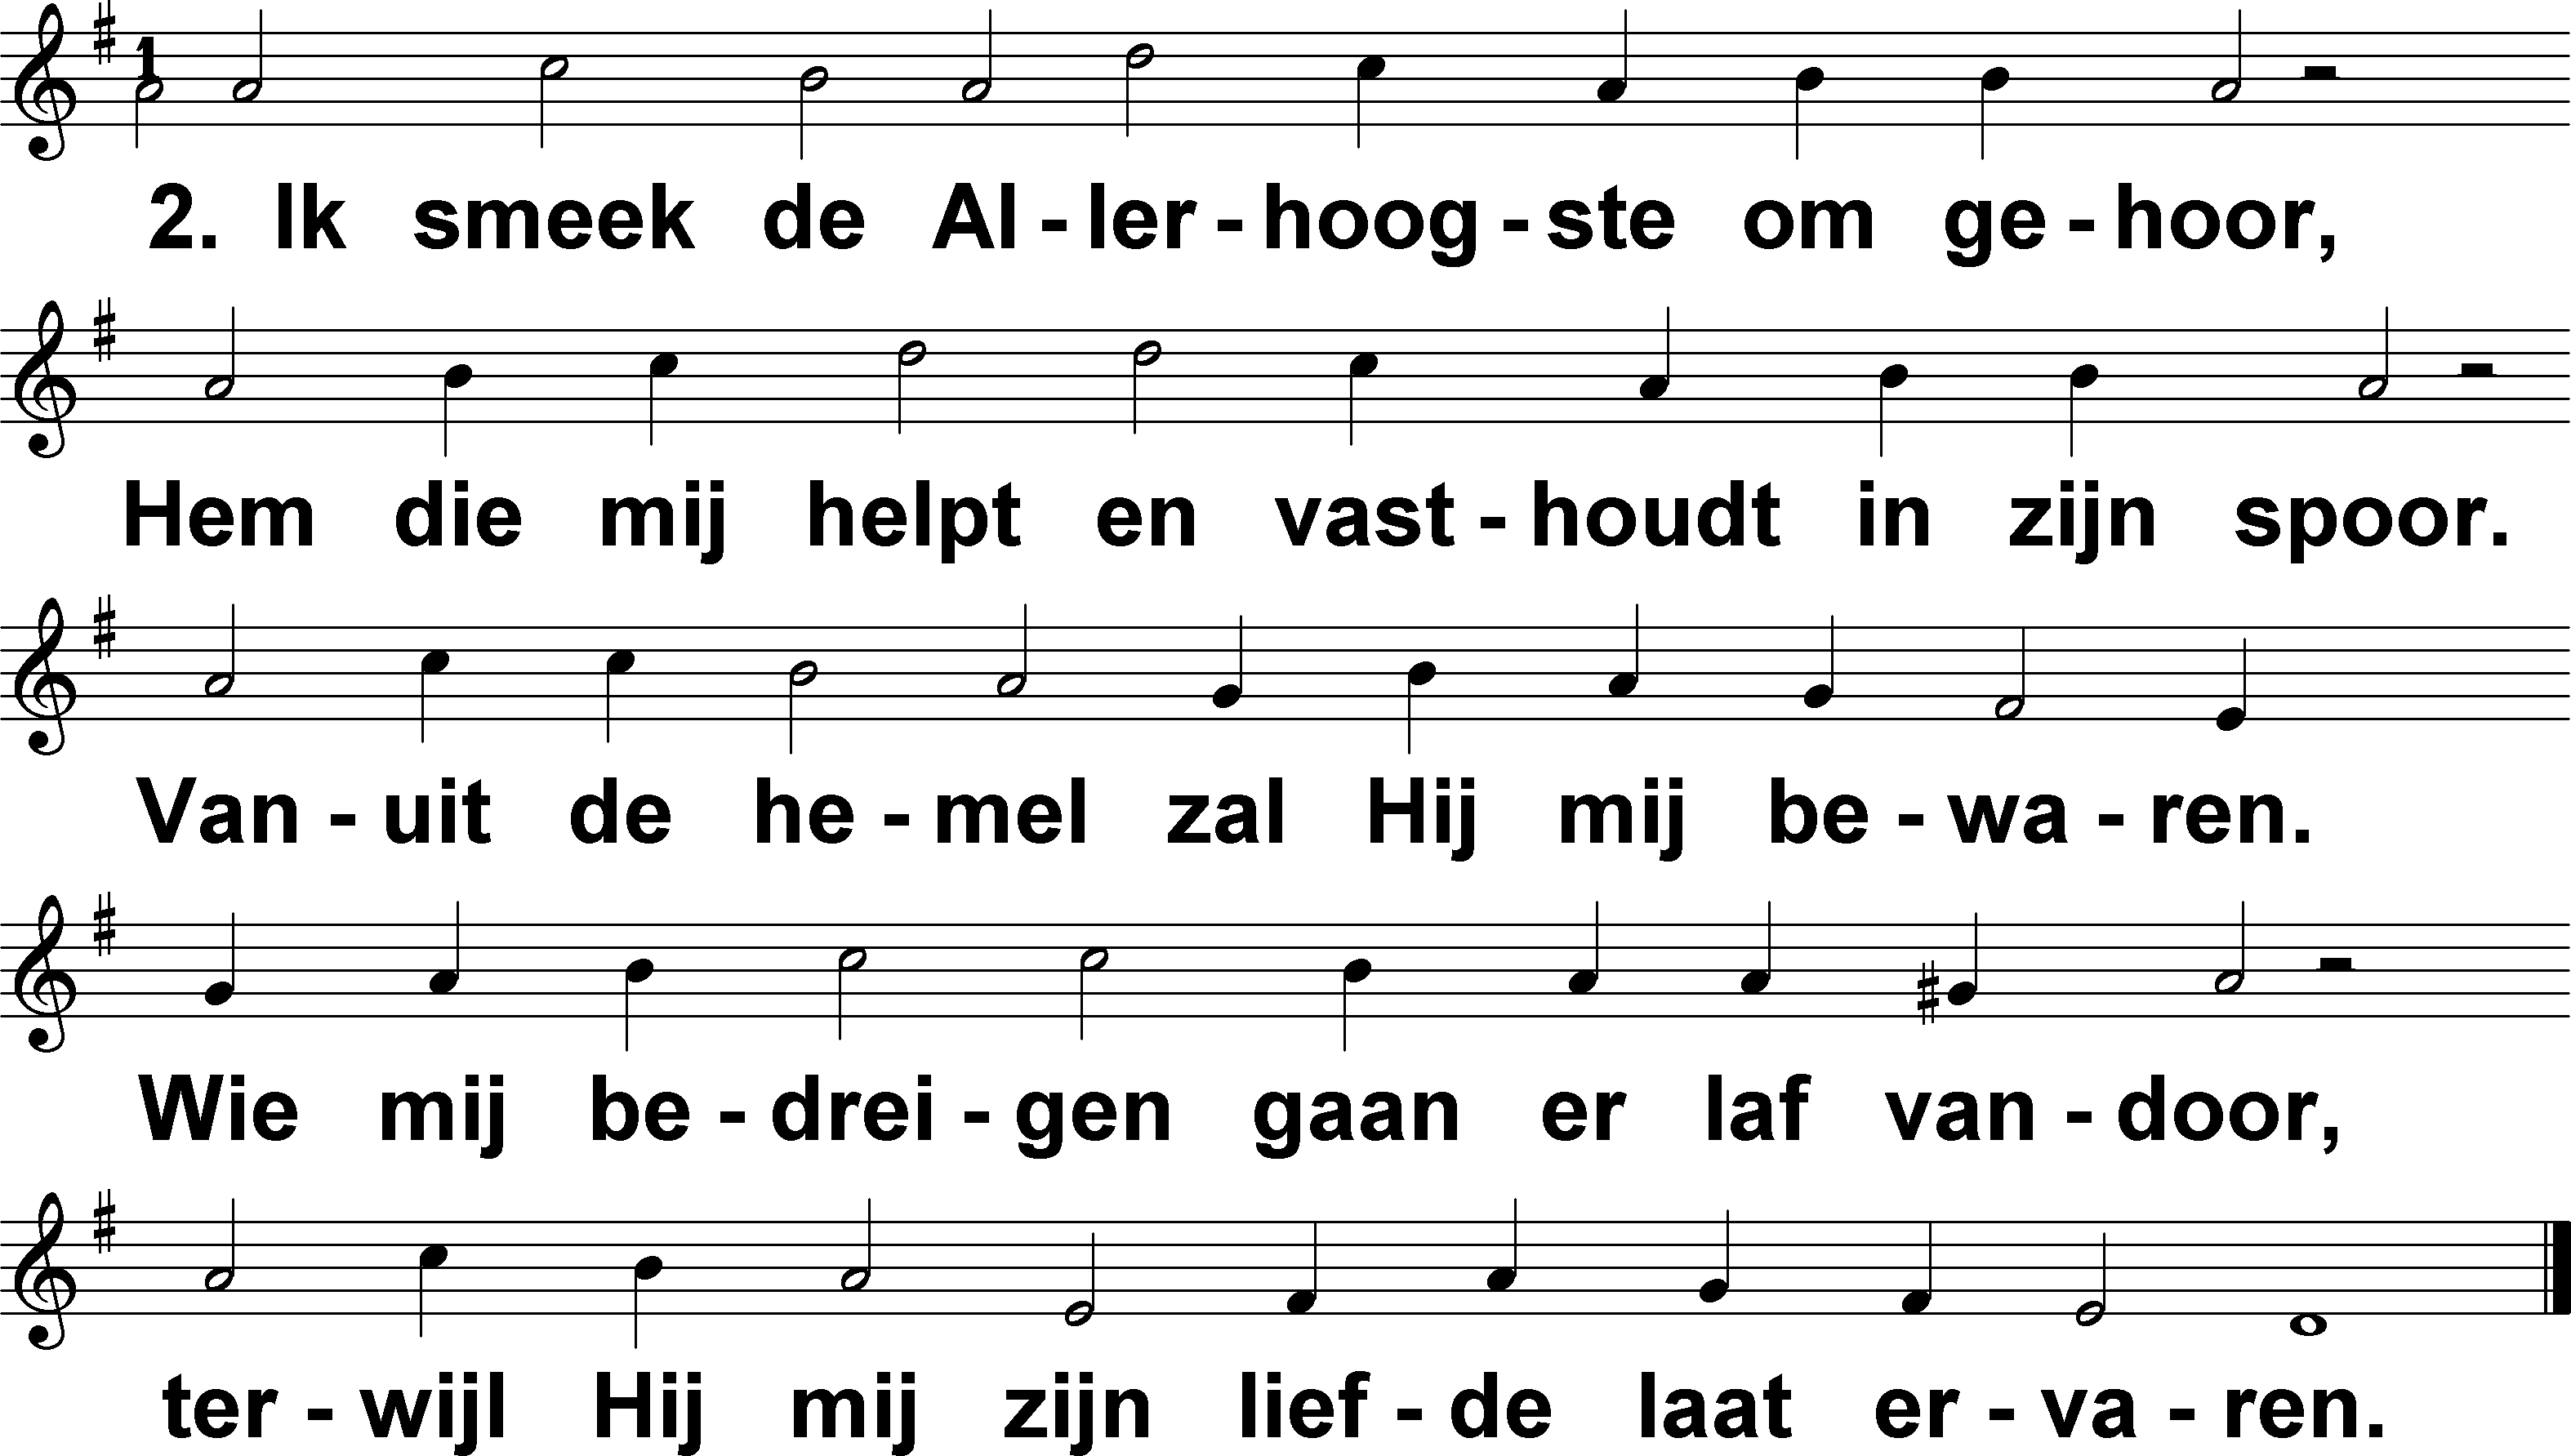 1
2. Ik smeek de Al - ler - hoog - ste om ge - hoor,
Hem die mij helpt en vast - houdt in zijn spoor.
Van - uit de he - mel zal Hij mij be - wa - ren.
Wie mij be - drei - gen gaan er laf van - door,
ter - wijl Hij mij zijn lief - de laat er - va - ren.